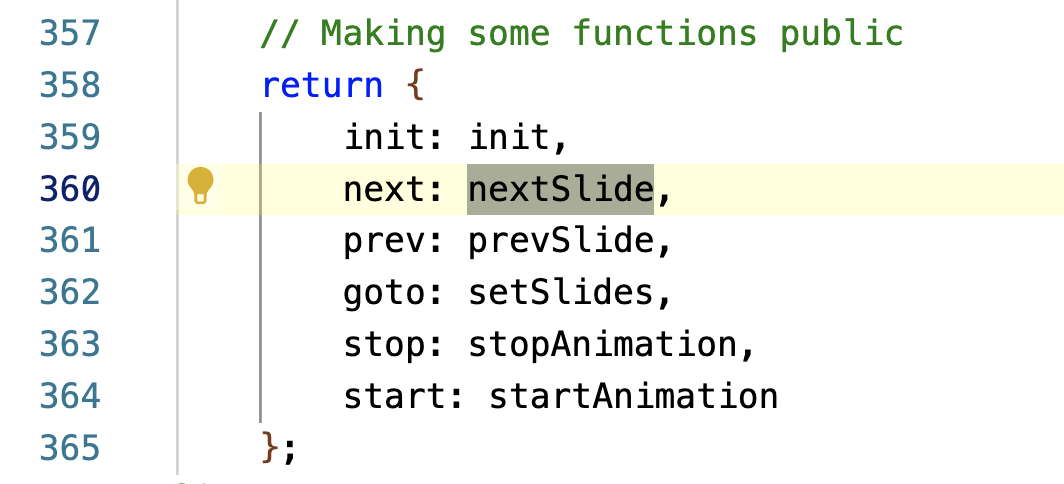 357 // Making some functions public
358 return {
359 init: init,
360 next: nextSlide,
361 prev: prevSlide,
362 goto: setSlides,
363 stop: stopAnimation,
364 start: startAnimation
365 };